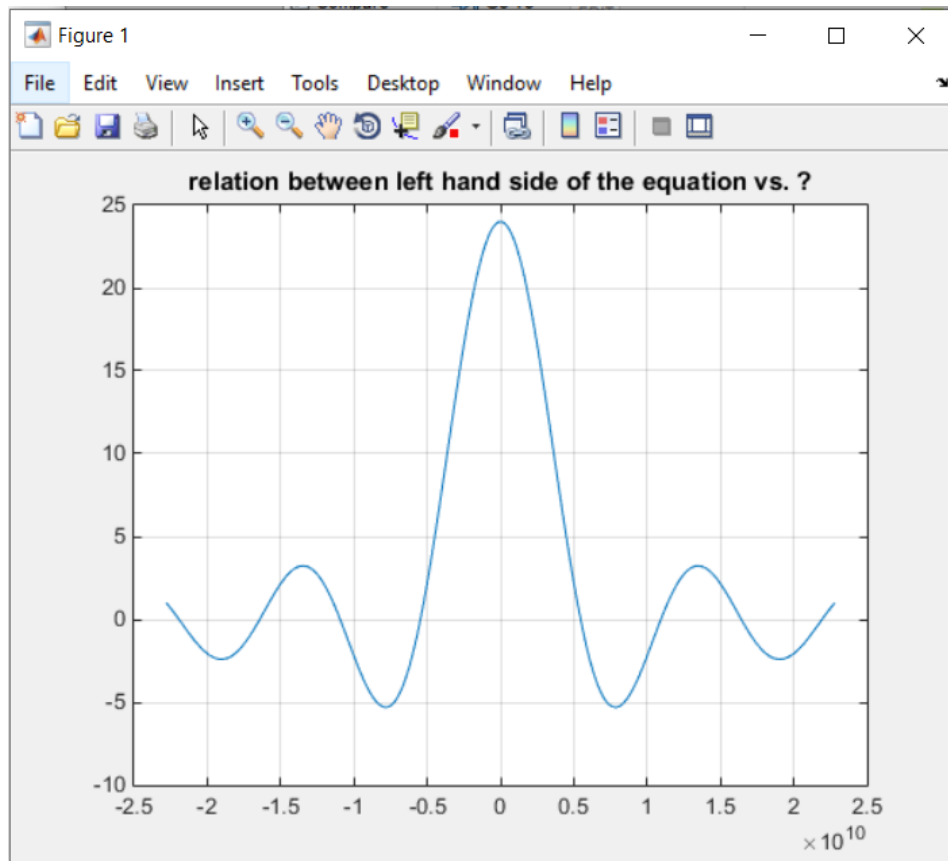 Figure 1
File Edit View Insert Tools Desktop Window Help
relation between left hand side of the equation vs. ?
25
20
15
10
5
0
-5
-10
-2.5 -2 -1.5 -1 -0.5 0 0.5 1 1.5 2 2.5
× 10^10